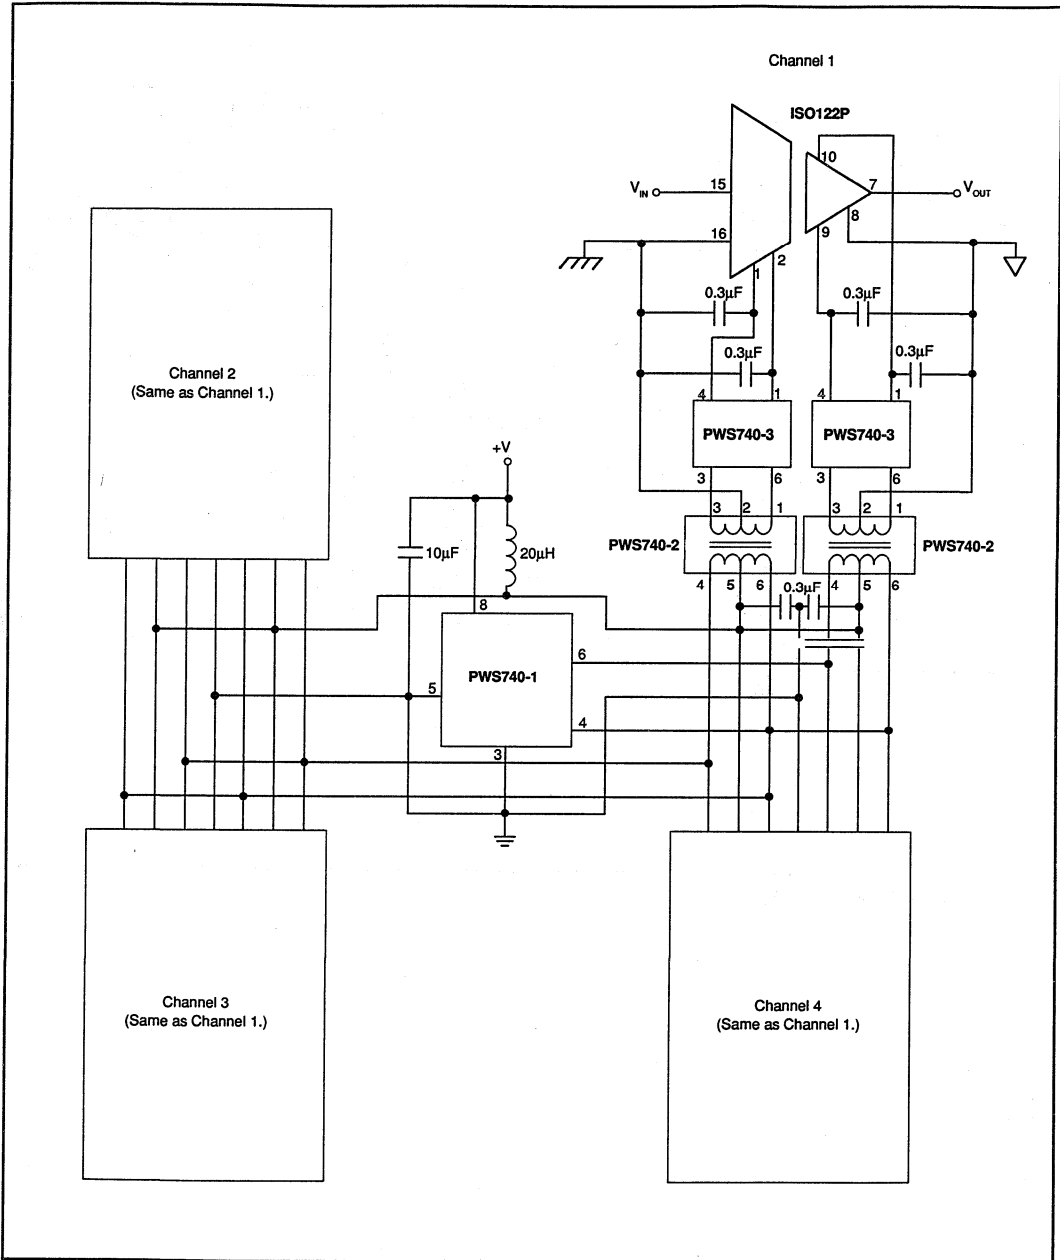 Channel 1
ISO122P
10
V_IN
15
7
V_OUT
8
16
9
1
2
0.3µF
0.3µF
0.3µF
0.3µF
Channel 2
(Same as Channel 1.)
4
1
4
1
PWS740-3
PWS740-3
+V
3
6
3
6
3
2
1
3
2
1
10µF
20µH
PWS740-2
PWS740-2
4
5
6
0.3µF
4
5
6
8
6
PWS740-1
5
4
3
Channel 3
(Same as Channel 1.)
Channel 4
(Same as Channel 1.)